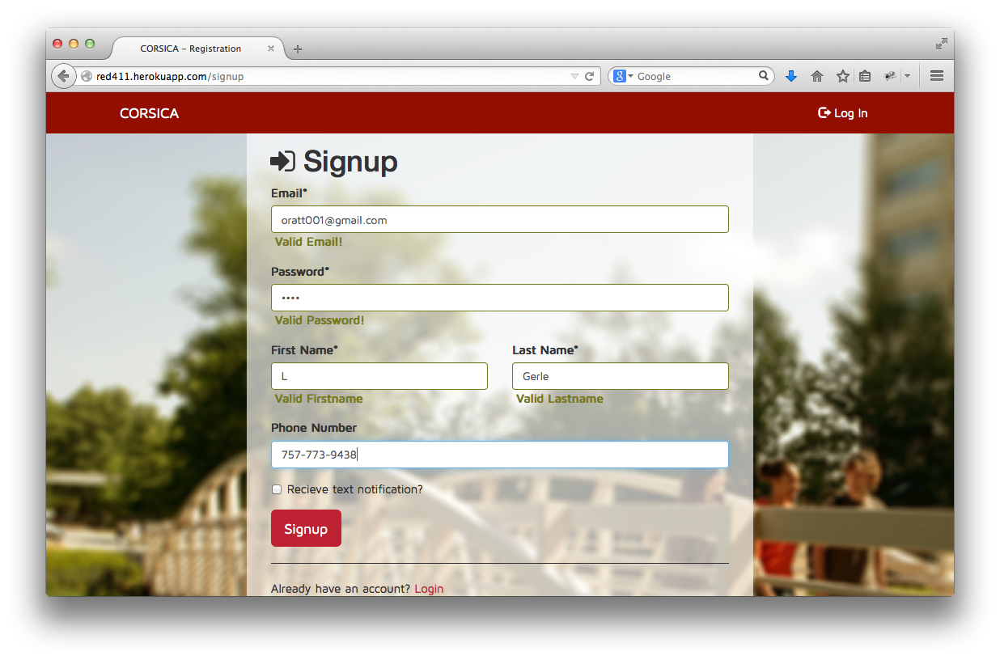 CORSICA – Registration
red411.herokuapp.com/signup
Google
CORSICA
Log In
Signup
Email*
oratt001@gmail.com
Valid Email!
Password*
••••
Valid Password!
First Name* Last Name*
L Gerle
Valid Firstname Valid Lastname
Phone Number
757-773-9438
Recieve text notification?
Signup
Already have an account? Login